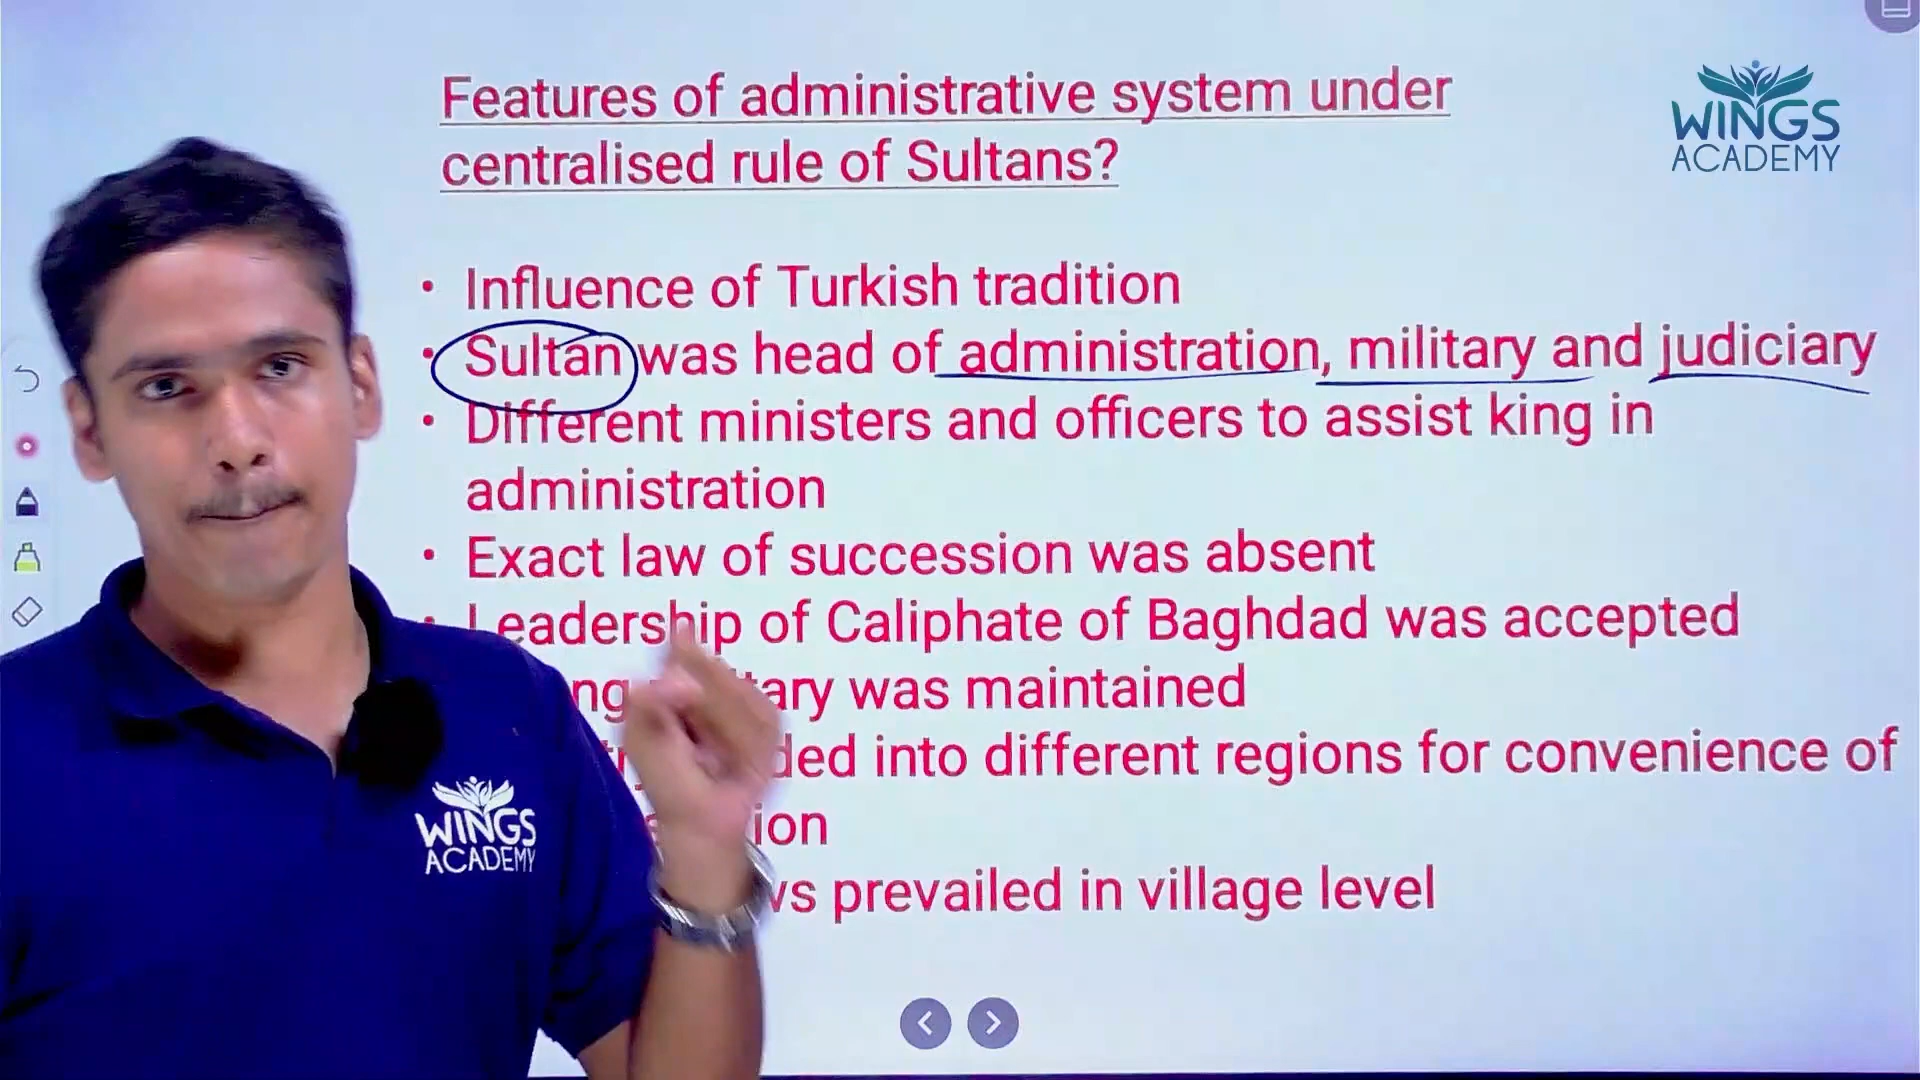 Features of administrative system under
centralised rule of Sultans?
WINGS
ACADEMY
• Influence of Turkish tradition
• Sultan was head of administration, military and judiciary
• Different ministers and officers to assist king in
administration
• Exact law of succession was absent
• Leadership of Caliphate of Baghdad was accepted
was maintained
into different regions for convenience of
prevailed in village level
WINGS
ACADEMY